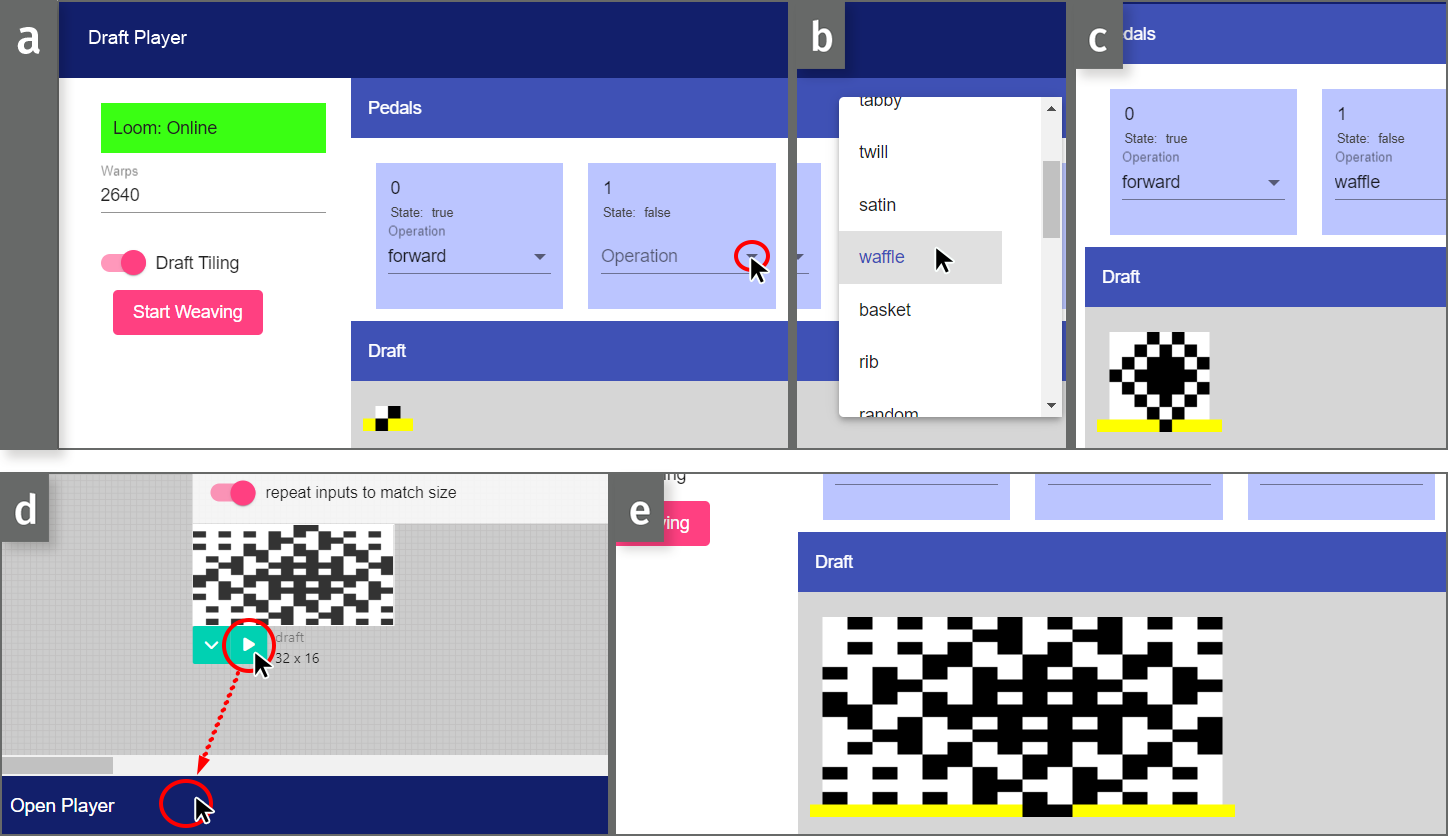 a
Draft Player
Loom: Online
Warps
2640
Draft Tiling
Start Weaving
Pedals
0
State: true
Operation
forward
1
State: false
Operation
Draft
b
tabby
twill
satin
waffle
basket
rib
random
c
dals
0
State: true
Operation
forward
1
State: false
Operation
waffle
Draft
d
repeat inputs to match size
draft
32 x 16
Open Player
e
ng
ving
Draft